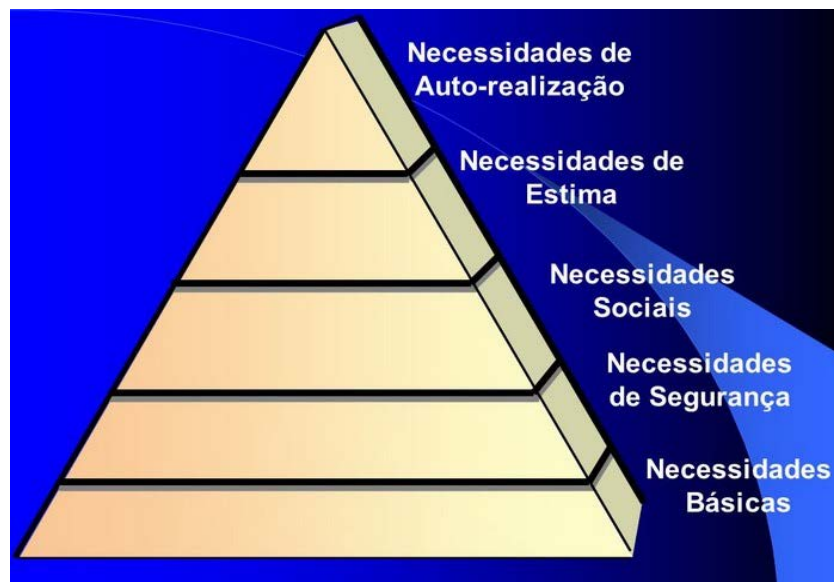 Necessidades de
Auto-realização
Necessidades de
Estima
Necessidades
Sociais
Necessidades
de Segurança
Necessidades
Básicas